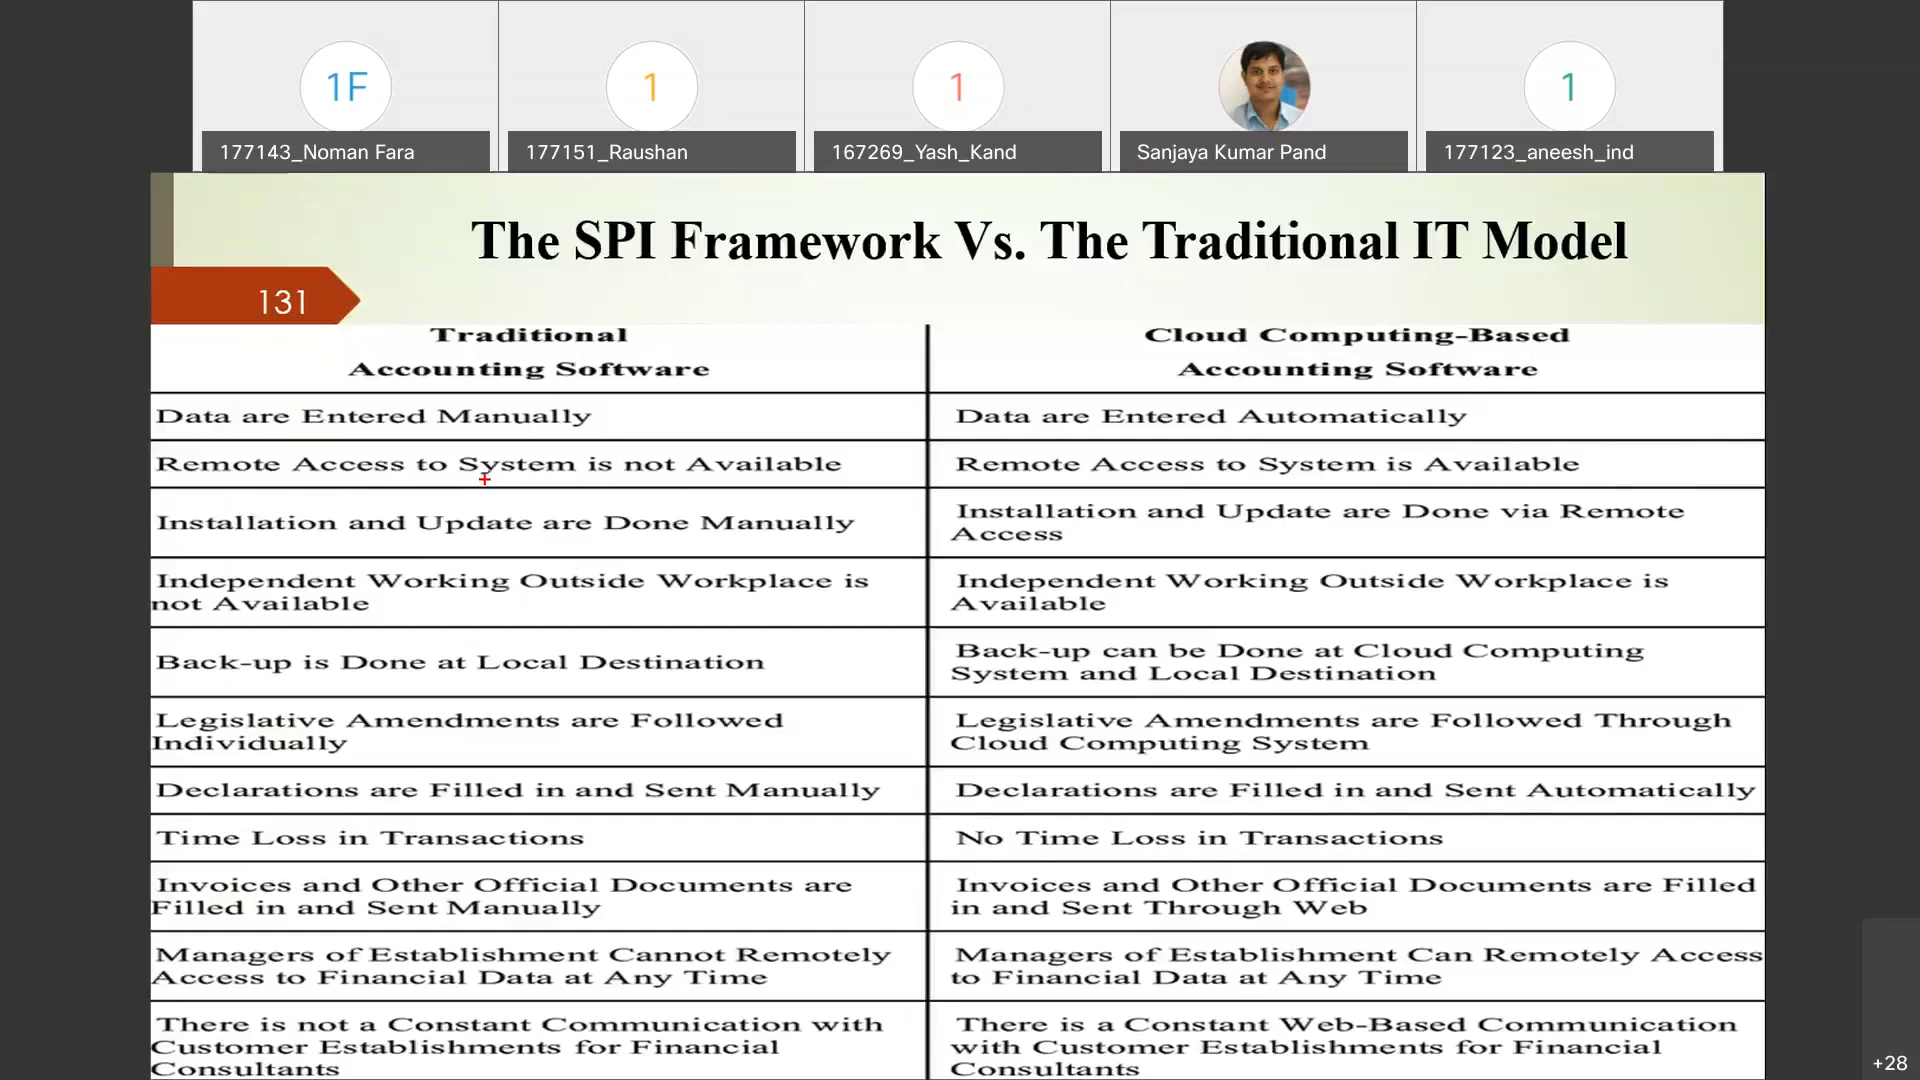 1F
1
1
1
177143_Noman Fara
177151_Raushan
167269_Yash_Kand
Sanjaya Kumar Pand
177123_aneesh_ind
The SPI Framework Vs. The Traditional IT Model
131
Traditional
Accounting Software
Cloud Computing-Based
Accounting Software
Data are Entered Manually
Data are Entered Automatically
Remote Access to System is not Available
Remote Access to System is Available
Installation and Update are Done Manually
Installation and Update are Done via Remote
Access
Independent Working Outside Workplace is
not Available
Independent Working Outside Workplace is
Available
Back-up is Done at Local Destination
Back-up can be Done at Cloud Computing
System and Local Destination
Legislative Amendments are Followed
Individually
Legislative Amendments are Followed Through
Cloud Computing System
Declarations are Filled in and Sent Manually
Declarations are Filled in and Sent Automatically
Time Loss in Transactions
No Time Loss in Transactions
Invoices and Other Official Documents are
Filled in and Sent Manually
Invoices and Other Official Documents are Filled
in and Sent Through Web
Managers of Establishment Cannot Remotely
Access to Financial Data at Any Time
Managers of Establishment Can Remotely Access
to Financial Data at Any Time
There is not a Constant Communication with
Customer Establishments for Financial
Consultants
There is a Constant Web-Based Communication
with Customer Establishments for Financial
Consultants
+28